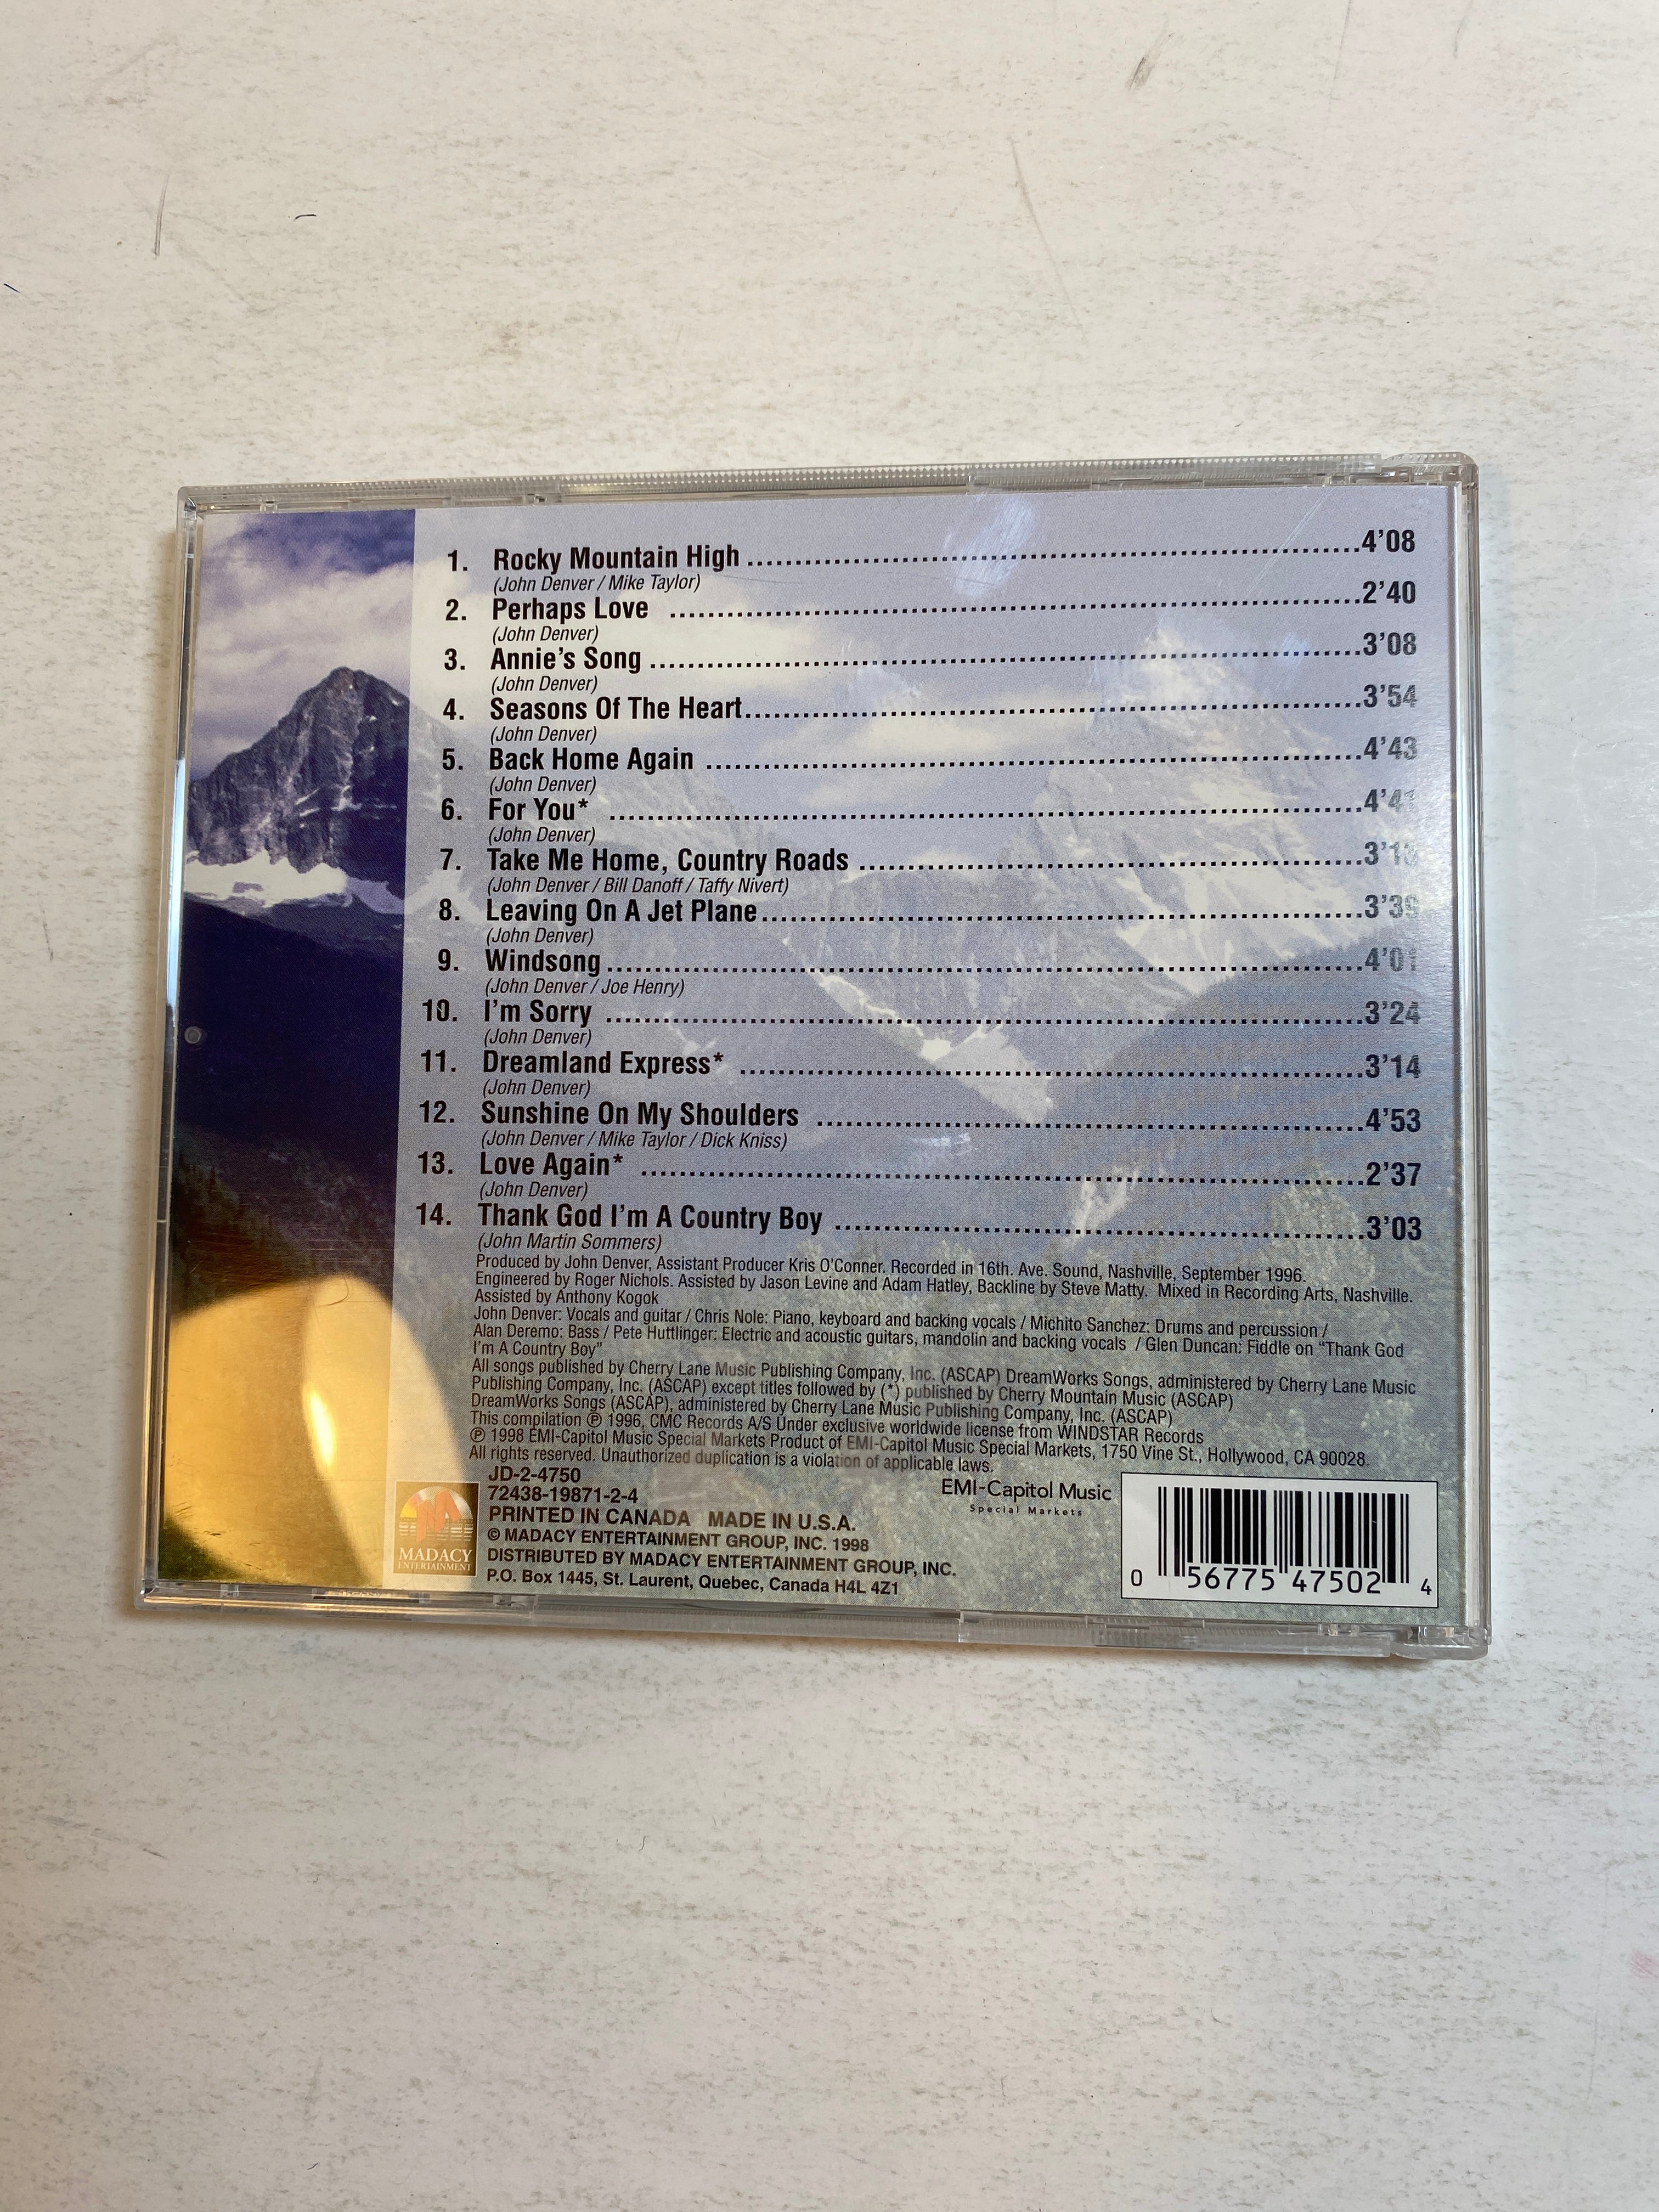 1. Rocky Mountain High ... 4'08
(John Denver / Mike Taylor)
2. Perhaps Love ... 2'40
(John Denver)
3. Annie's Song ... 3'08
(John Denver)
4. Seasons Of The Heart ... 3'54
(John Denver)
5. Back Home Again ... 4'43
(John Denver)
6. For You* ... 4'41
(John Denver)
7. Take Me Home, Country Roads ...
(John Denver / Bill Danoff / Taffy Nivert)
8. Leaving On A Jet Plane ... 3'39
(John Denver)
9. Windsong ... 4'01
(John Denver / Joe Henry)
10. I'm Sorry ... 3'24
(John Denver)
11. Dreamland Express* ... 3'14
(John Denver)
12. Sunshine On My Shoulders ... 4'53
(John Denver / Mike Taylor / Dick Kniss)
13. Love Again* ... 2'37
(John Denver)
14. Thank God I'm A Country Boy ... 3'03
(John Martin Sommers)
Produced by John Denver, Assistant Producer Kris O'Conner. Recorded in 16th. Ave. Sound, Nashville, September 1996.
Engineered by Roger Nichols. Assisted by Jason Levine and Adam Hatley, Backline by Steve Matty. Mixed in Recording Arts, Nashville.
Assisted by Anthony Kogok
John Denver: Vocals and guitar / Chris Nole: Piano, keyboard and backing vocals / Michito Sanchez: Drums and percussion /
Alan Deremo: Bass / Pete Huttlinger: Electric and acoustic guitars, mandolin and backing vocals / Glen Duncan: Fiddle on "Thank God
I'm A Country Boy"
All songs published by Cherry Lane Music Publishing Company, Inc. (ASCAP) DreamWorks Songs, administered by Cherry Lane Music
Publishing Company, Inc. (ASCAP) except titles followed by (*) published by Cherry Mountain Music (ASCAP)
DreamWorks Songs (ASCAP), administered by Cherry Lane Music Publishing Company, Inc. (ASCAP)
This compilation ℗ 1996, CMC Records A/S Under exclusive worldwide license from WINDSTAR Records
℗ 1998 EMI-Capitol Music Special Markets Product of EMI-Capitol Music Special Markets, 1750 Vine St., Hollywood, CA 90028.
All rights reserved. Unauthorized duplication is a violation of applicable laws.
JD-2-4750
72438-19871-2-4
PRINTED IN CANADA MADE IN U.S.A.
© MADACY ENTERTAINMENT GROUP, INC. 1998
DISTRIBUTED BY MADACY ENTERTAINMENT GROUP, INC.
P.O. Box 1445, St. Laurent, Quebec, Canada H4L 4Z1
MADACY
ENTERTAINMENT
EMI-Capitol Music
Special Markets
0 56775 47502 4